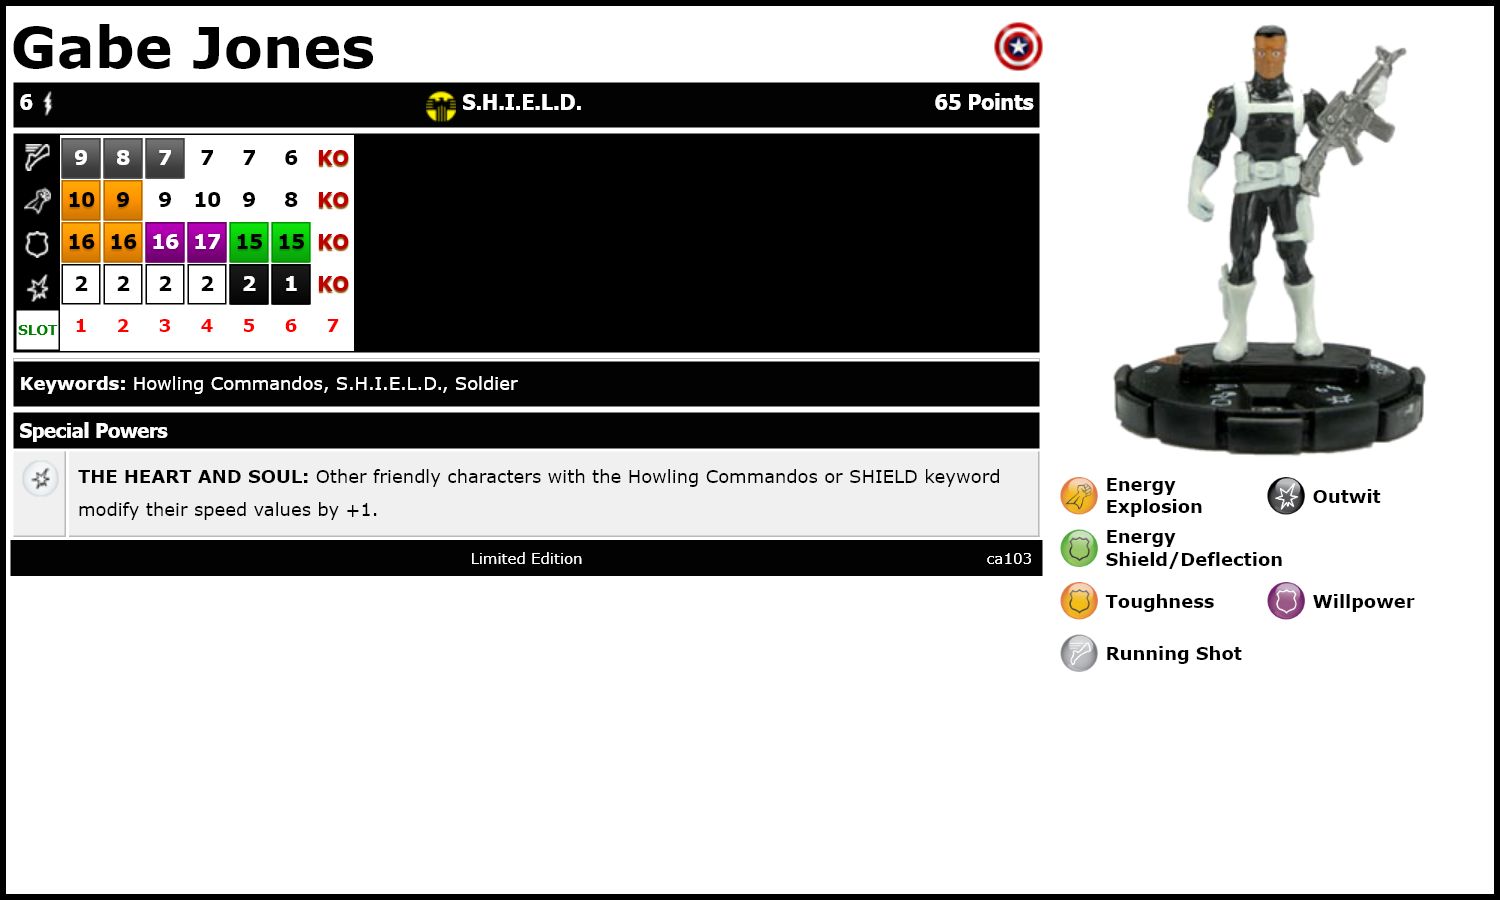 Gabe Jones
6 S.H.I.E.L.D. 65 Points
9 8 7 7 7 6 KO
10 9 9 10 9 8 KO
16 16 16 17 15 15 KO
2 2 2 2 2 1 KO
SLOT 1 2 3 4 5 6 7
Keywords: Howling Commandos, S.H.I.E.L.D., Soldier
Special Powers
THE HEART AND SOUL: Other friendly characters with the Howling Commandos or SHIELD keyword
modify their speed values by +1.
Limited Edition ca103
Energy
Explosion
Outwit
Energy
Shield/Deflection
Toughness
Willpower
Running Shot